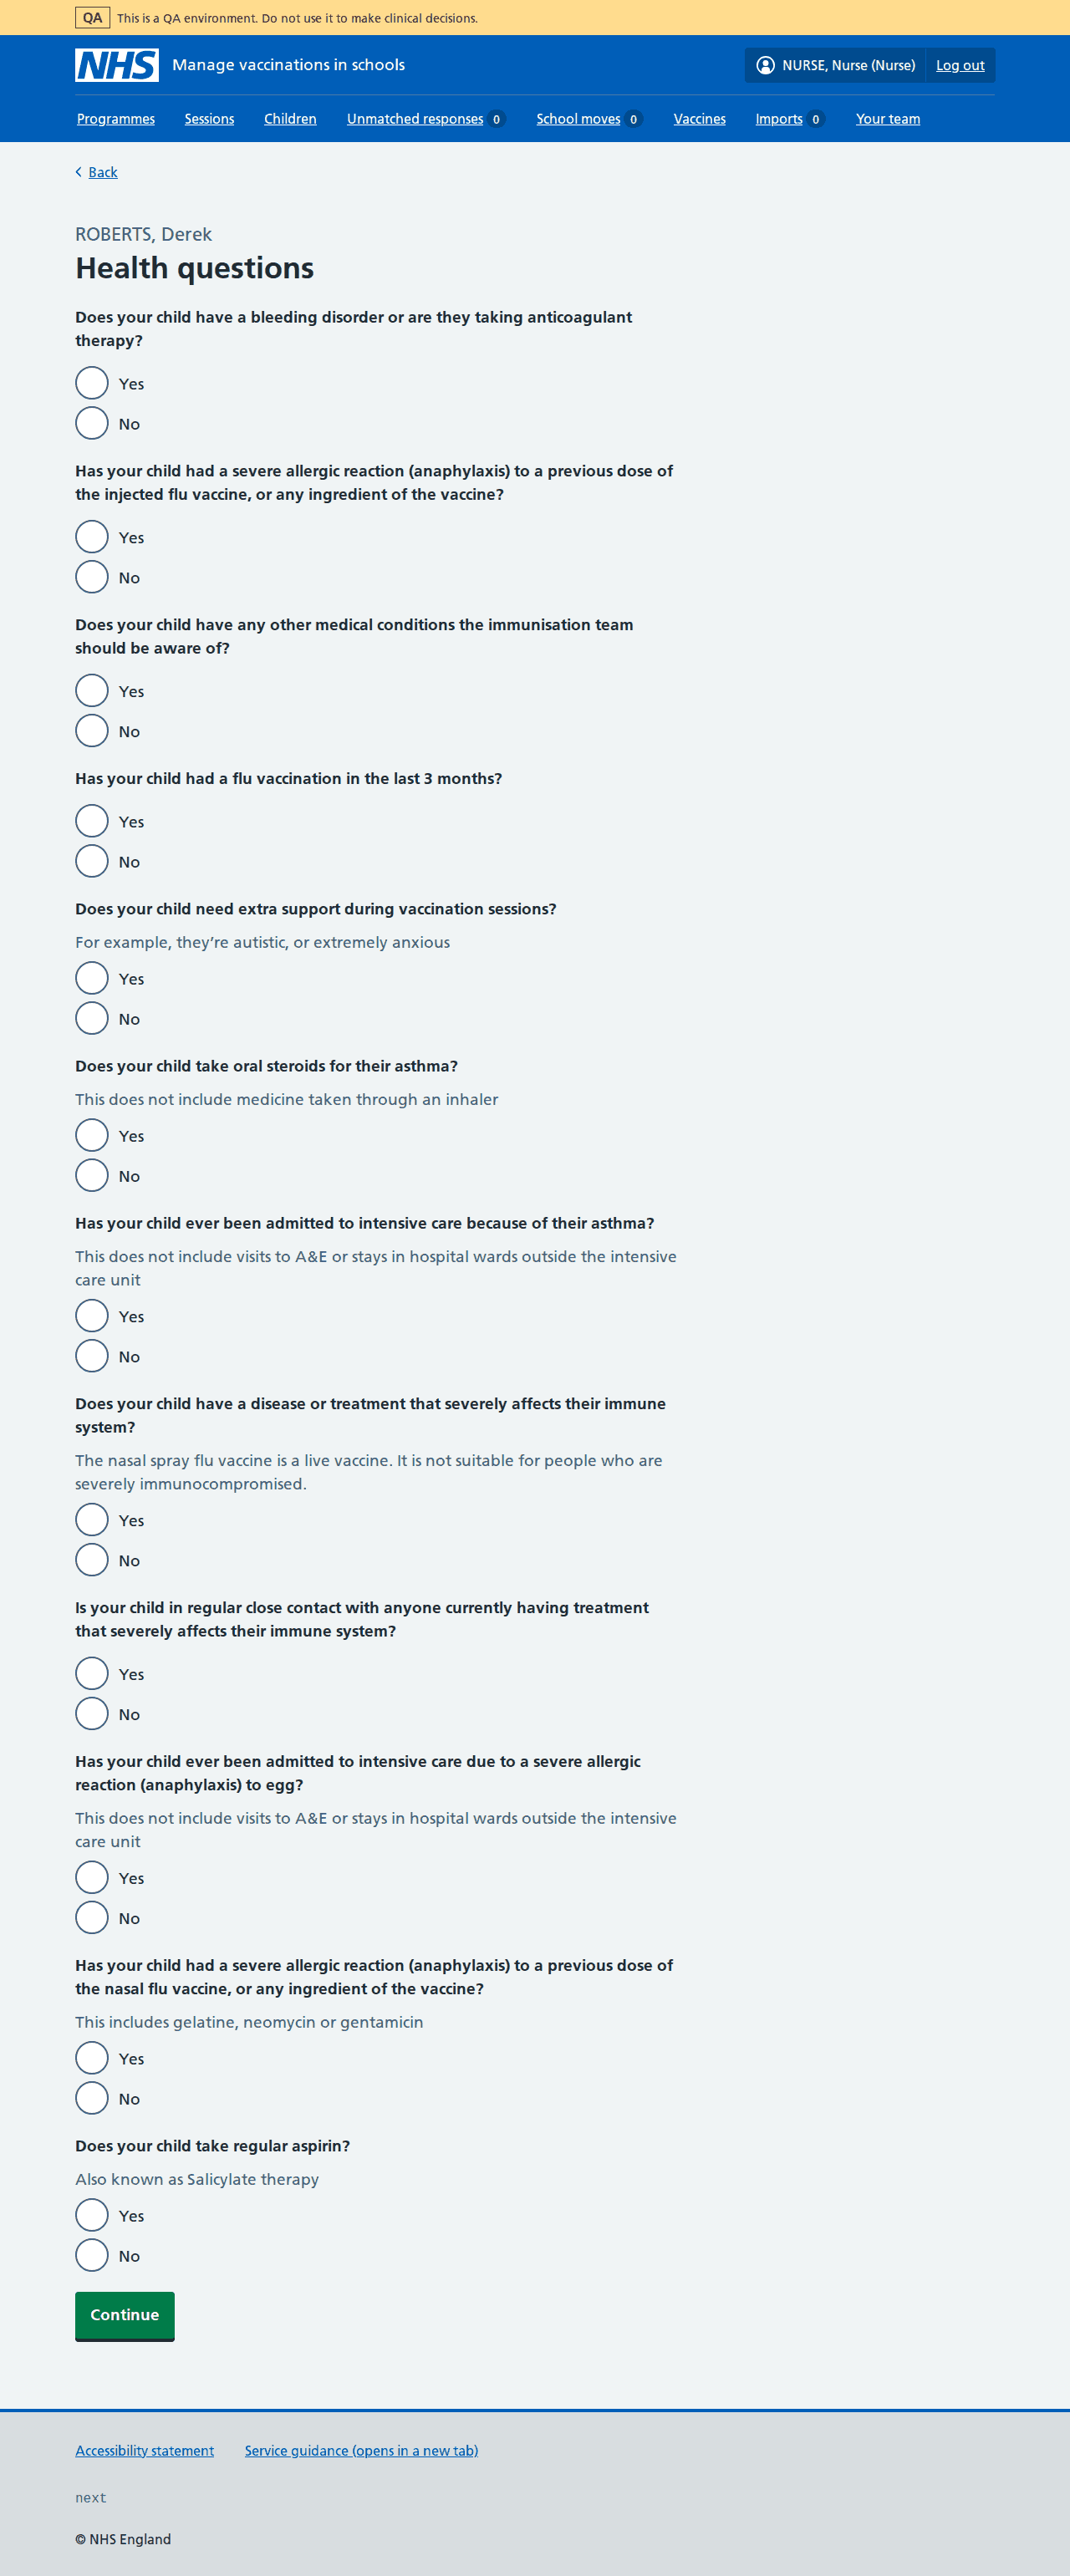 QA This is a QA environment. Do not use it to make clinical decisions.
NHS Manage vaccinations in schools NURSE, Nurse (Nurse) Log out
Programmes Sessions Children Unmatched responses 0 School moves 0 Vaccines Imports 0 Your team
Back
ROBERTS, Derek
Health questions
Does your child have a bleeding disorder or are they taking anticoagulant
therapy?
Yes
No
Has your child had a severe allergic reaction (anaphylaxis) to a previous dose of
the injected flu vaccine, or any ingredient of the vaccine?
Yes
No
Does your child have any other medical conditions the immunisation team
should be aware of?
Yes
No
Has your child had a flu vaccination in the last 3 months?
Yes
No
Does your child need extra support during vaccination sessions?
For example, they’re autistic, or extremely anxious
Yes
No
Does your child take oral steroids for their asthma?
This does not include medicine taken through an inhaler
Yes
No
Has your child ever been admitted to intensive care because of their asthma?
This does not include visits to A&E or stays in hospital wards outside the intensive
care unit
Yes
No
Does your child have a disease or treatment that severely affects their immune
system?
The nasal spray flu vaccine is a live vaccine. It is not suitable for people who are
severely immunocompromised.
Yes
No
Is your child in regular close contact with anyone currently having treatment
that severely affects their immune system?
Yes
No
Has your child ever been admitted to intensive care due to a severe allergic
reaction (anaphylaxis) to egg?
This does not include visits to A&E or stays in hospital wards outside the intensive
care unit
Yes
No
Has your child had a severe allergic reaction (anaphylaxis) to a previous dose of
the nasal flu vaccine, or any ingredient of the vaccine?
This includes gelatine, neomycin or gentamicin
Yes
No
Does your child take regular aspirin?
Also known as Salicylate therapy
Yes
No
Continue
Accessibility statement Service guidance (opens in a new tab)
next
© NHS England